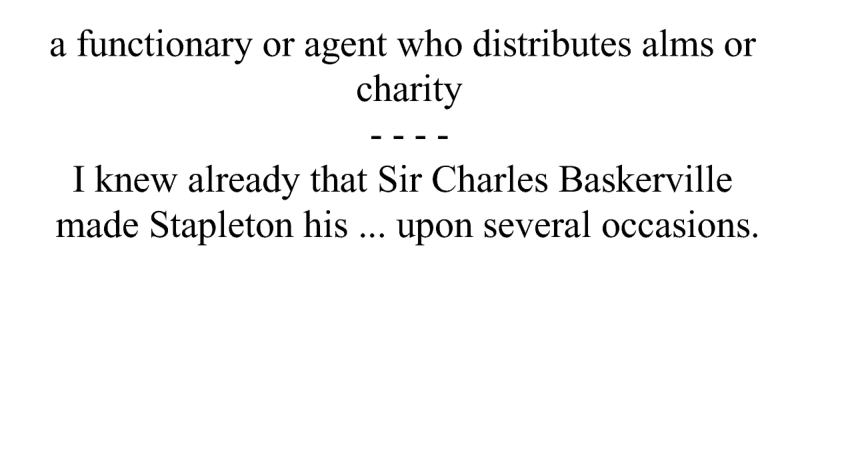 a functionary or agent who distributes alms or
charity
- - - -
I knew already that Sir Charles Baskerville
made Stapleton his ... upon several occasions.